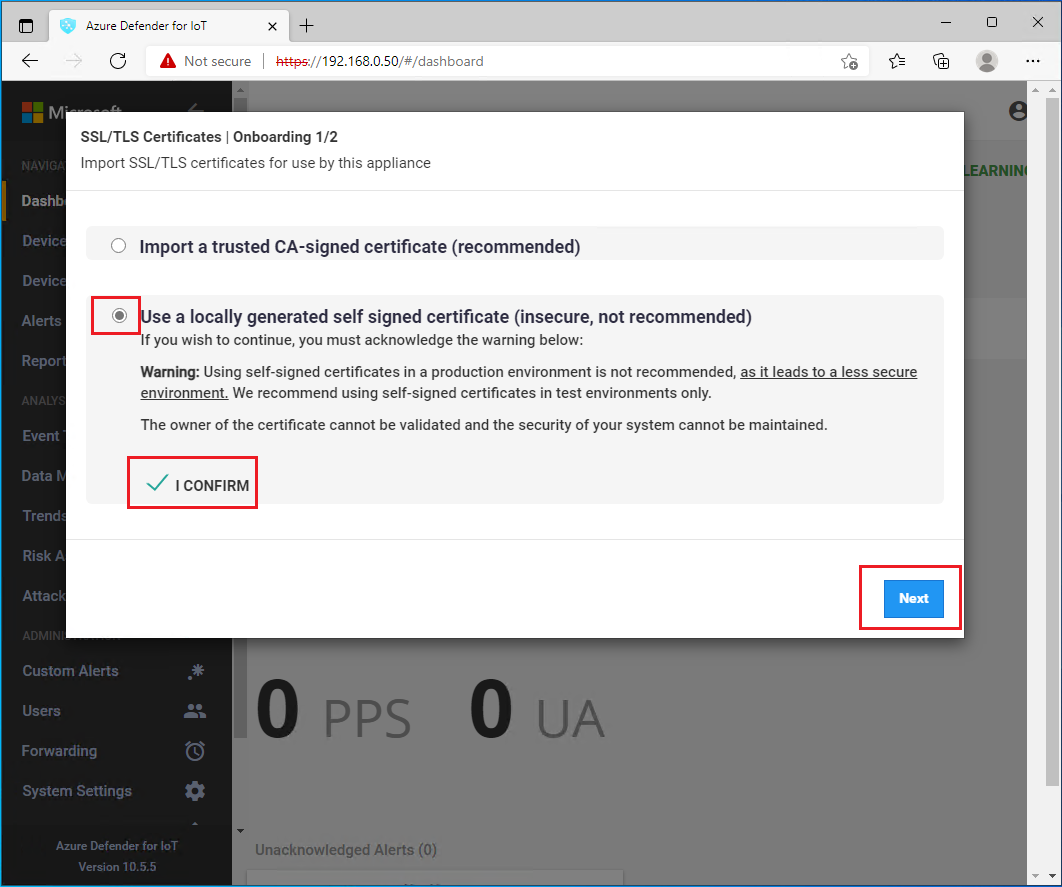 Azure Defender for IoT
Not secure
https://192.168.0.50/#/dashboard
Microsoft
SSL/TLS Certificates | Onboarding 1/2
Import SSL/TLS certificates for use by this appliance
NAVIGA
LEARNING
Dashb
Device
Device
Alerts
Report
ANALYS
Event T
Data M
Trends
Risk A
Attack
Import a trusted CA-signed certificate (recommended)
Use a locally generated self signed certificate (insecure, not recommended)
If you wish to continue, you must acknowledge the warning below:
Warning: Using self-signed certificates in a production environment is not recommended, as it leads to a less secure
environment. We recommend using self-signed certificates in test environments only.
The owner of the certificate cannot be validated and the security of your system cannot be maintained.
I CONFIRM
Next
ADMINISTRATION
Custom Alerts
Users
Forwarding
System Settings
0 PPS 0 UA
Azure Defender for IoT
Version 10.5.5
Unacknowledged Alerts (0)